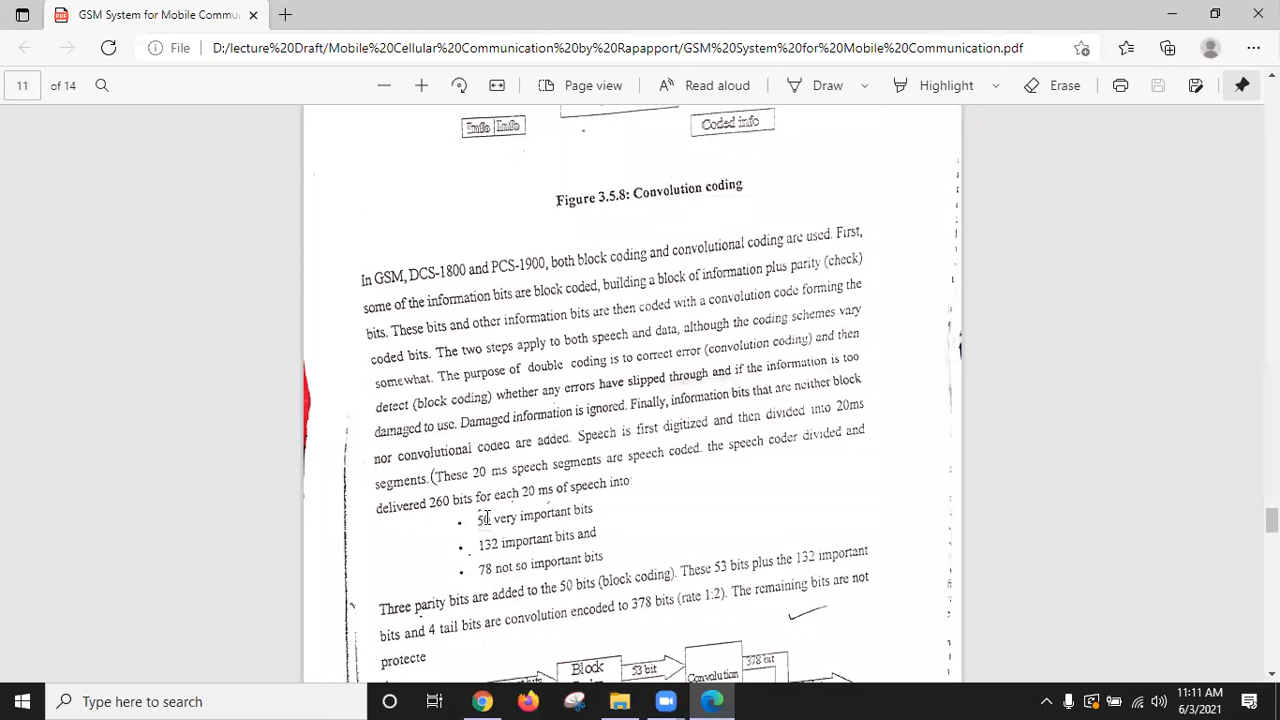 GSM System for Mobile Commu
File D:/lecture%20Draft/Mobile%20Cellular%20Communication%20by%20Rapapport/GSM%20System%20for%20Mobile%20Communication.pdf
11 of 14 Page view Read aloud Draw Highlight Erase
Info Info
Coded info
Figure 3.5.8: Convolution coding
In GSM, DCS-1800 and PCS-1900, both block coding and convolutional coding are used. First,
some of the information bits are block coded, building a block of information plus parity (check)
bits. These bits and other information bits are then coded with a convolution code forming the
coded bits. The two steps apply to both speech and data, although the coding schemes vary
somewhat. The purpose of double coding is to correct error (convolution coding) and then
detect (block coding) whether any errors have slipped through and if the information is too
damaged to use. Damaged information is ignored. Finally, information bits that are neither block
nor convolutional coded are added. Speech is first digitized and then divided into 20ms
segments. (These 20 ms speech segments are speech coded. the speech coder divided and
delivered 260 bits for each 20 ms of speech into:
• 50 very important bits
• 132 important bits and
• 78 not so important bits
Three parity bits are added to the 50 bits (block coding). These 53 bits plus the 132 important
bits and 4 tail bits are convolution encoded to 378 bits (rate 1:2). The remaining bits are not
protecte
Block
53 bit
Convolution
378 bit
Type here to search
11:11 AM
6/3/2021